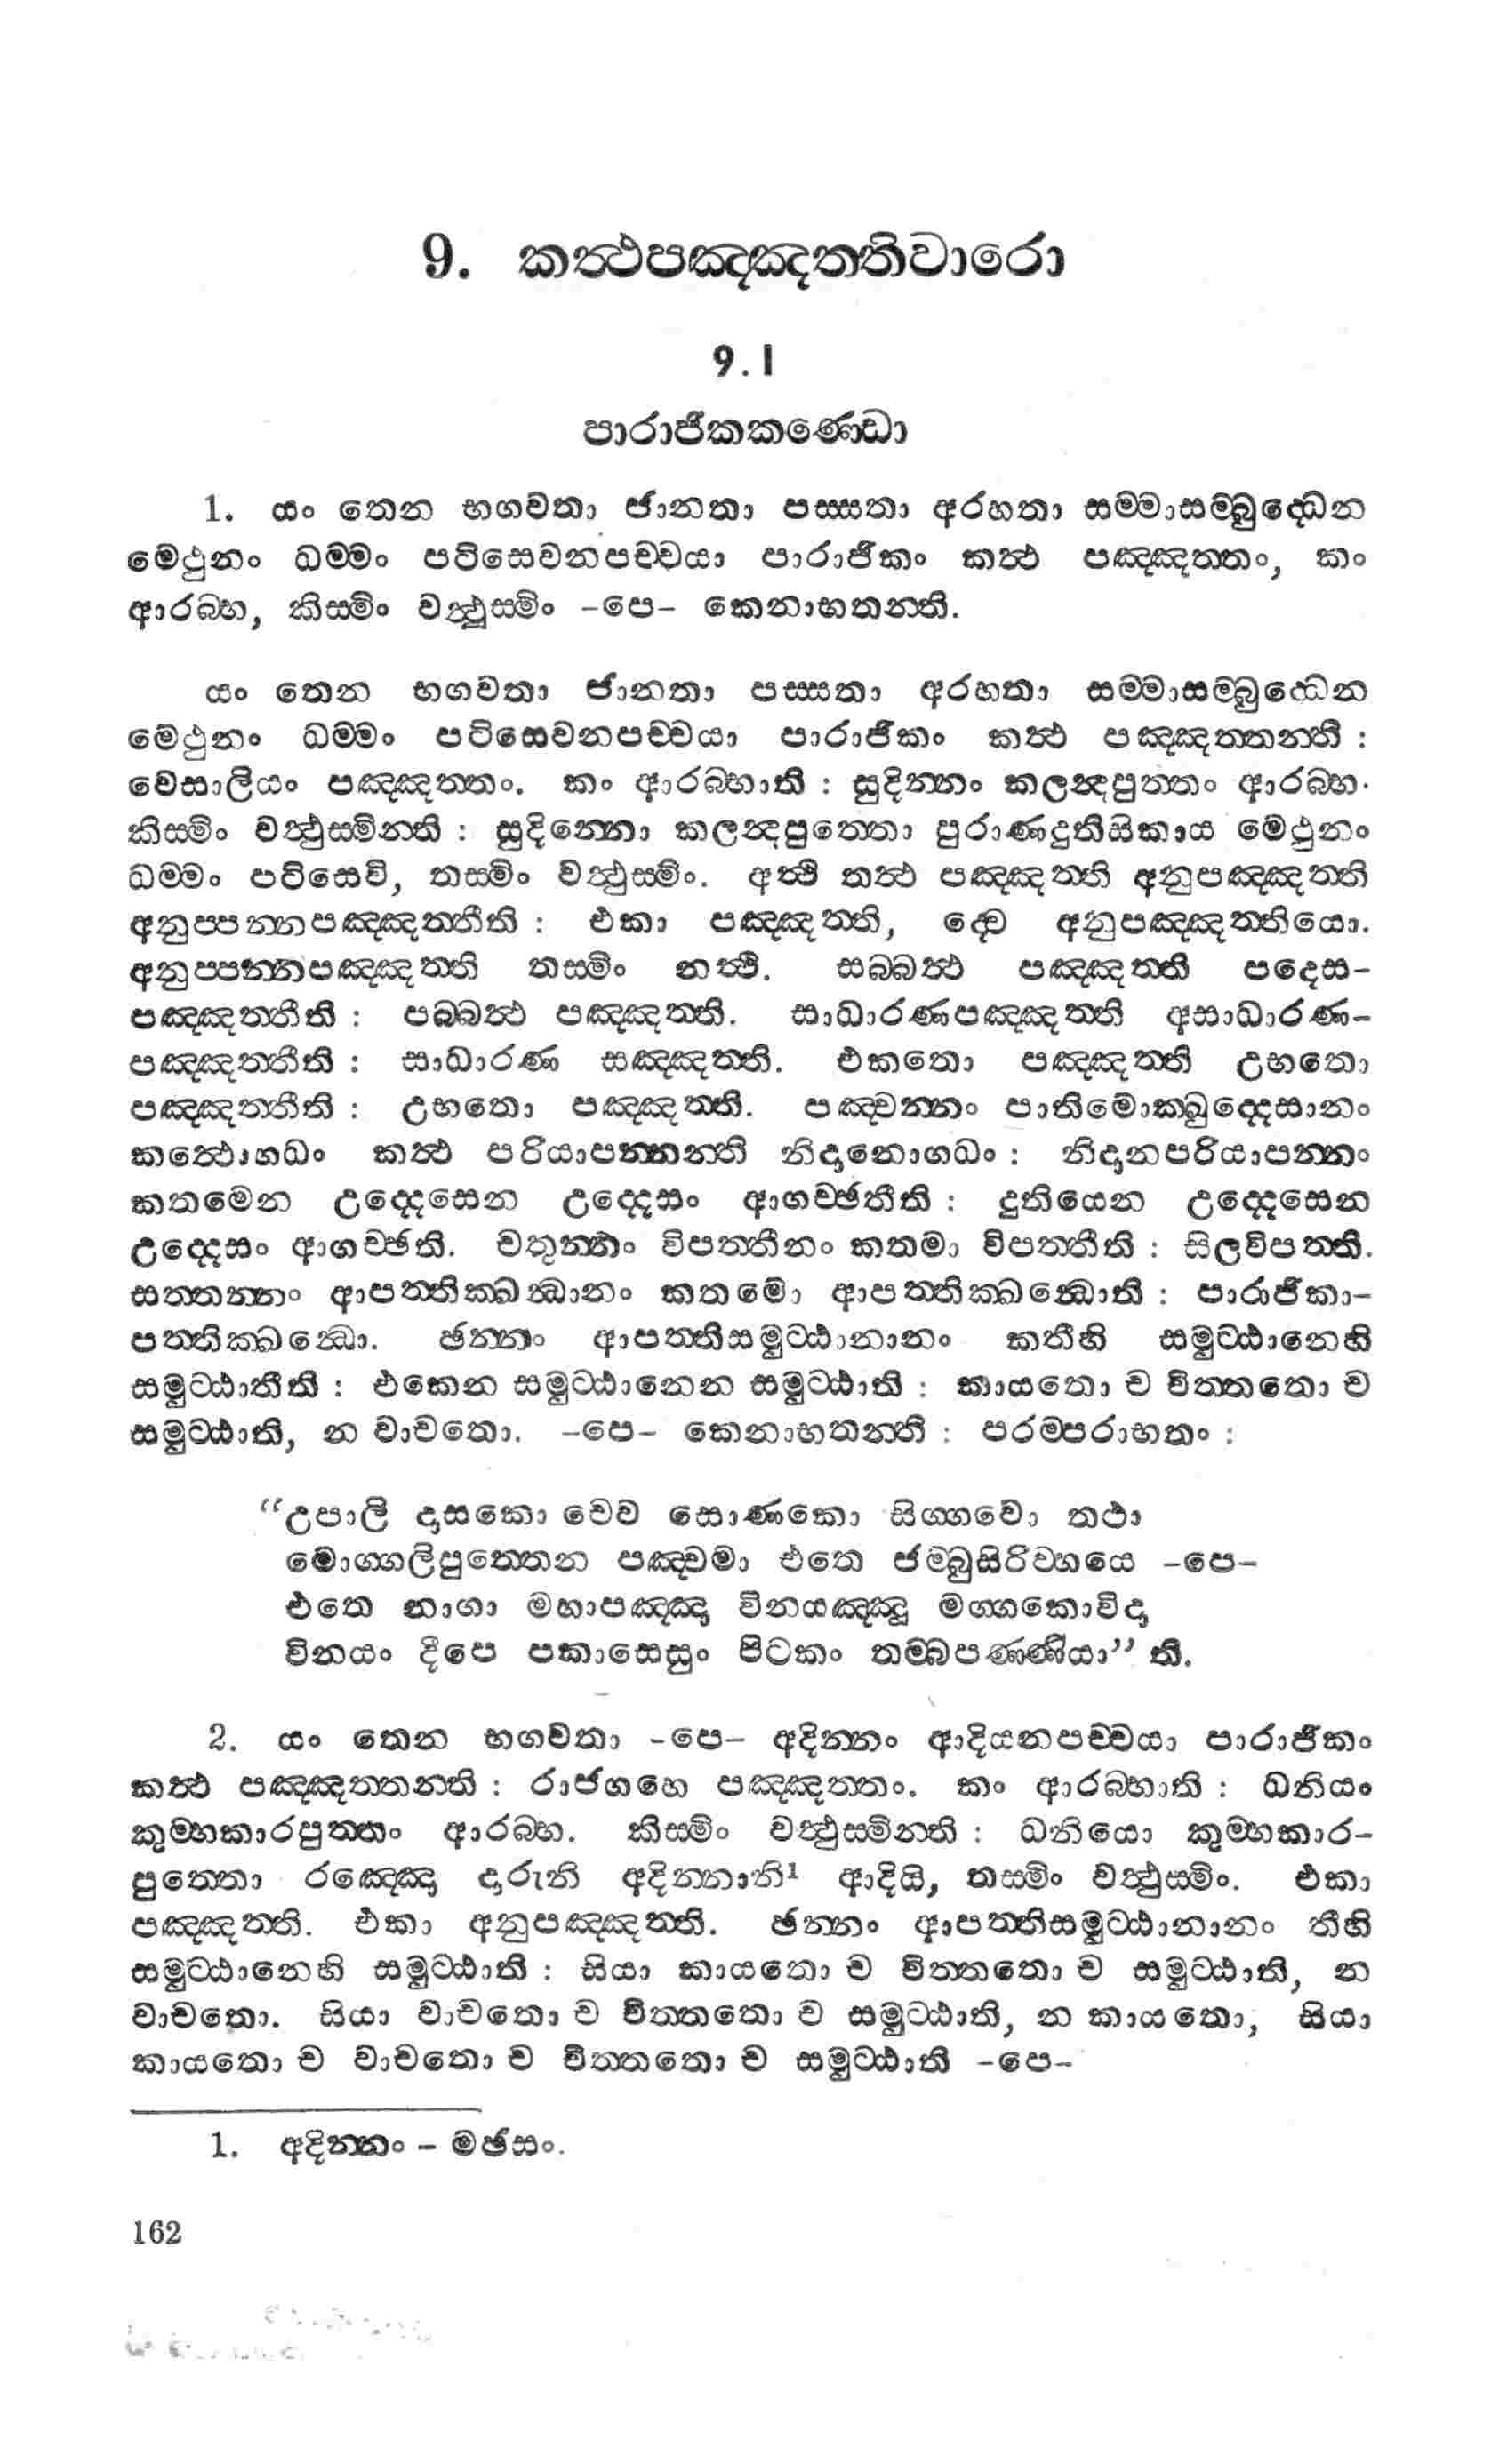 9. කත්‍ථපඤ්ඤත්තිවාරො
9.1
පාරාජිකකණ්ඩො
1. යං තෙන භගවතා ජානතා පස්සතා අරහතා සම්මාසම්බුද්ධෙන
මෙථුනං ධම්මං පටිසෙවනපච්චයා පාරාජිකං කත්‍ථ පඤ්ඤත්තං, කං
ආරබ්භ, කිස්මිං වත්‍ථූස්මිං -පෙ- කෙනාභතන්ති.
යං තෙන භගවතා ජානතා පස්සතා අරහතා සම්මාසම්බුද්ධෙන
මෙථුනං ධම්මං පටිසෙවනපච්චයා පාරාජිකං කත්‍ථ පඤ්ඤත්තන්ති :
වෙසාලියං පඤ්ඤත්තං. කං ආරබ්භාති : සුදින්නං කලන්‍දපුත්තං ආරබ්භ.
කිස්මිං වත්‍ථුස්මින්ති : සුදින්නො කලන්‍දපුත්තො පුරාණදුතියිකාය මෙථුනං
ධම්මං පටිසෙවි, තස්මිං වත්‍ථුස්මිං. අත්‍ථි තත්‍ථ පඤ්ඤත්ති අනුපඤ්ඤත්ති
අනුප්පන්නපඤ්ඤත්තීති : එකා පඤ්ඤත්ති, ද්වෙ අනුපඤ්ඤත්තියො.
අනුප්පන්නපඤ්ඤත්ති තස්මිං නත්‍ථි. සබ්බත්‍ථ පඤ්ඤත්ති පදෙස-
පඤ්ඤත්තීති : පබ්බත්‍ථ පඤ්ඤත්ති. සාධාරණපඤ්ඤත්ති අසාධාරණ-
පඤ්ඤත්තීති : සාධාරණ සඤ්ඤත්ති. එකතො පඤ්ඤත්ති උභතො
පඤ්ඤත්තීති : උභතො පඤ්ඤත්ති. පඤ්චන්නං පාතිමොක්ඛුද්දෙසානං
කත්‍ථොගධං කත්‍ථ පරියාපන්නන්ති නිදානොගධං : නිදානපරියාපන්නං
කතමෙන උද්දෙසෙන උද්දෙසං ආගච්ඡතීති : දුතියෙන උද්දෙසෙන
උද්දෙසං ආගච්ඡති. චතුන්නං විපත්තීනං කතමා විපත්තීති : සිලවිපත්ති.
සත්තන්නං ආපත්තික්ඛන්‍ධානං කතමො ආපත්තික්ඛන්‍ධොති : පාරාජිකා-
පත්තික්ඛන්‍ධො. ඡන්නං ආපත්තිසමුට්ඨානානං කතීහි සමුට්ඨානෙහි
සමුට්ඨාතීති : එකෙන සමුට්ඨානෙන සමුට්ඨාති : කායතො ච චිත්තතො ච
සමුට්ඨාති, න වාචතො. -පෙ- කෙනාභතන්ති : පරම්පරාභතං :
“උපාලි දාසකො චෙව සොණකො සිග්ගවො තථා
මොග්ගලිපුත්තෙන පඤ්චමා එතෙ ජම්බුසිරිවහයෙ -පෙ-
එතෙ නාගා මහාපඤ්ඤා විනයඤ්ඤූ මග්ගකොවිදා
විනයං දීපෙ පකාසෙසුං පිටකං තම්බපණ්ණියා” ති.
2. යං තෙන භගවතා -පෙ- අදින්නං ආදියනපච්චයා පාරාජිකං
කත්‍ථ පඤ්ඤත්තන්ති : රාජගහෙ පඤ්ඤත්තං. කං ආරබ්භාති : ධනියං
කුම්භකාරපුත්තං ආරබ්භ. කිස්මිං වත්‍ථුස්මින්ති : ධනියො කුම්භකාර-
පුත්තො රඤ්ඤො දාරූනි අදින්නානි¹ ආදියි, තස්මිං වත්‍ථුස්මිං. එකා
පඤ්ඤත්ති. එකා අනුපඤ්ඤත්ති. ඡන්නං ආපත්තිසමුට්ඨානානං තීහි
සමුට්ඨානෙහි සමුට්ඨාති : සියා කායතො ච චිත්තතො ච සමුට්ඨාති, න
වාචතො. සියා වාචතො ච චිත්තතො ච සමුට්ඨාති, න කායතො, සියා
කායතො ච වාචතො ච චිත්තතො ච සමුට්ඨාති -පෙ-
1. අදින්නං - මඡසං.
162